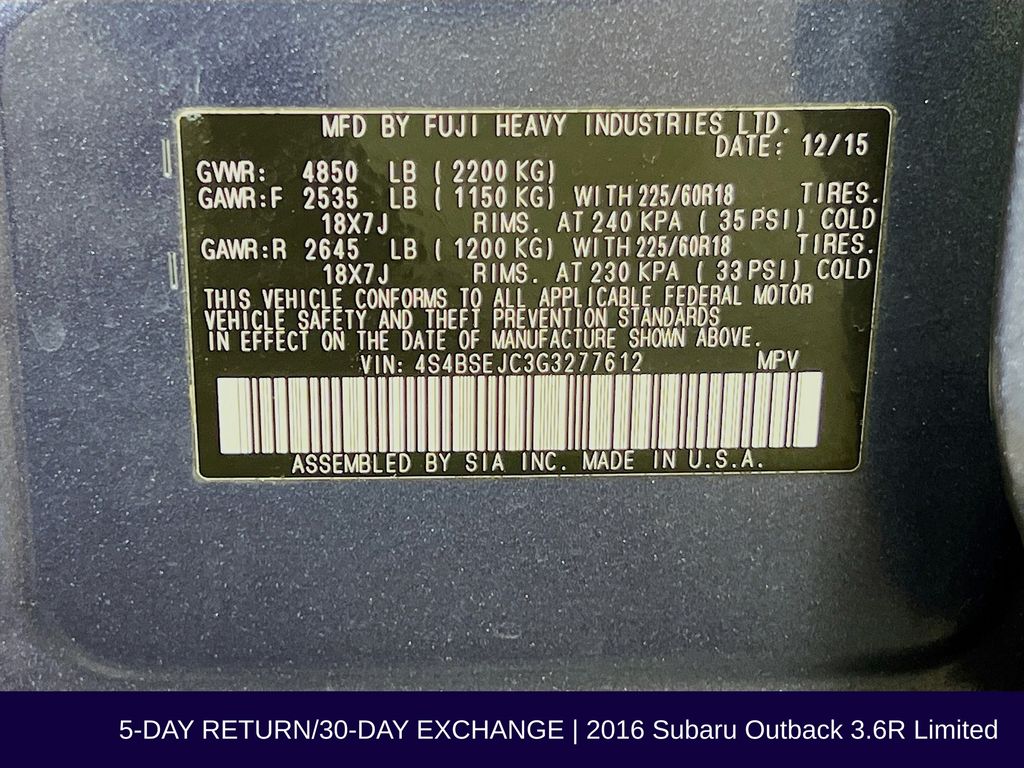 MFD BY FUJI HEAVY INDUSTRIES LTD.
DATE: 12/15
GVWR: 4850 LB ( 2200 KG)
GAWR:F 2535 LB ( 1150 KG) WITH 225/60R18 TIRES.
18X7J RIMS. AT 240 KPA ( 35 PSI) COLD
GAWR:R 2645 LB ( 1200 KG) WITH 225/60R18 TIRES.
18X7J RIMS. AT 230 KPA ( 33 PSI) COLD
THIS VEHICLE CONFORMS TO ALL APPLICABLE FEDERAL MOTOR
VEHICLE SAFETY AND THEFT PREVENTION STANDARDS
IN EFFECT ON THE DATE OF MANUFACTURE SHOWN ABOVE.
VIN: 4S4BSEJC3G3277612 MPV
ASSEMBLED BY SIA INC. MADE IN U.S.A.
5-DAY RETURN/30-DAY EXCHANGE | 2016 Subaru Outback 3.6R Limited